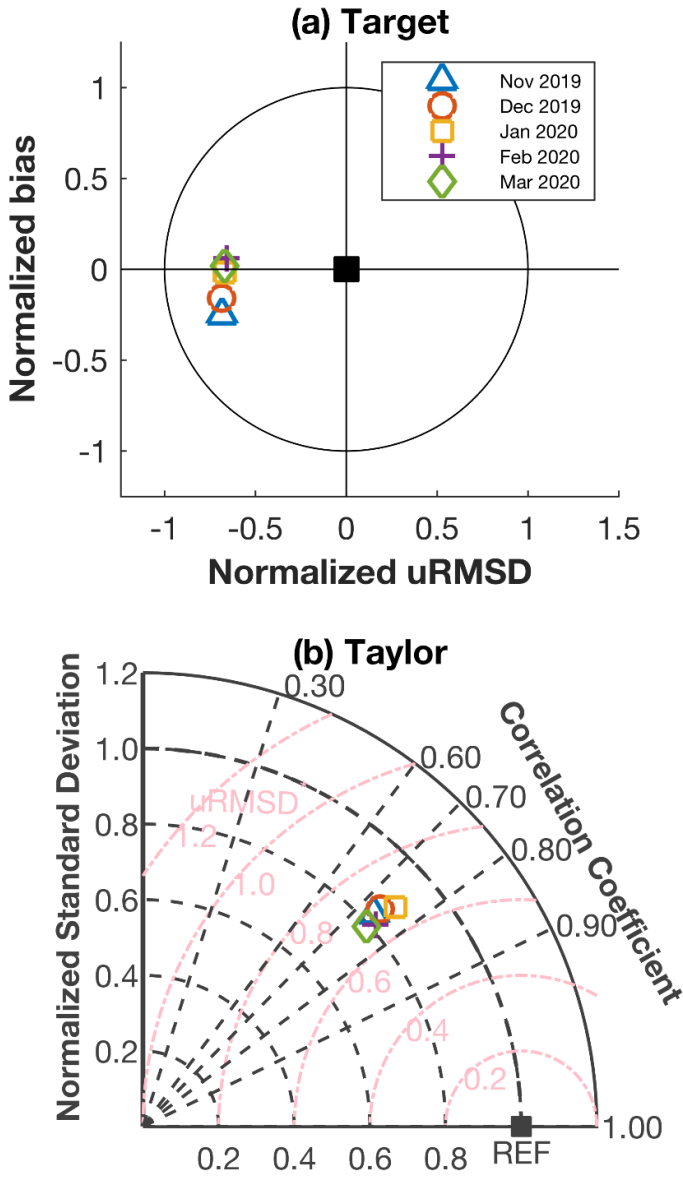 (a) Target
Nov 2019
Dec 2019
Jan 2020
Feb 2020
Mar 2020
Normalized bias
1
0.5
0
-0.5
-1
-1
-0.5
0
0.5
1
1.5
Normalized uRMSD
(b) Taylor
Normalized Standard Deviation
1.2
1.0
0.8
0.6
0.4
0.2
0.30
0.60
0.70
0.80
0.90
1.00
Correlation Coefficient
uRMSD
1.2
1.0
0.8
0.6
0.4
0.2
0.2
0.4
0.6
0.8
REF